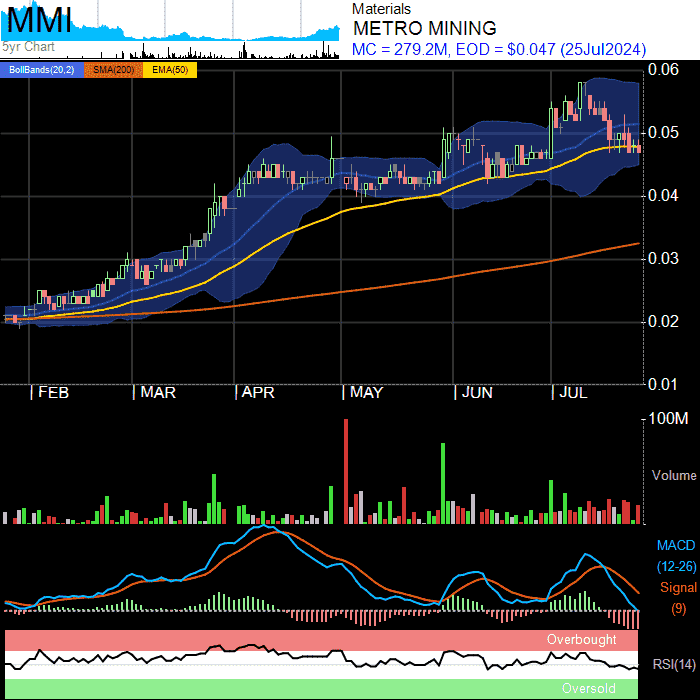 MMI
5yr Chart
Materials
METRO MINING
MC = 279.2M, EOD = $0.047 (25Jul2024)
BollBands(20,2) SMA(200) EMA(50)
0.06
0.05
0.04
0.03
0.02
0.01
FEB MAR APR MAY JUN JUL
100M
Volume
MACD
(12-26)
Signal
(9)
Overbought
RSI(14)
Oversold